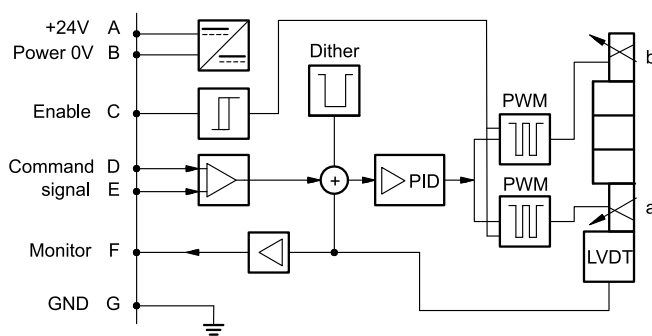 +24V A
Power 0V B
Dither
b
Enable C
PWM
Command D
signal E
PID
PWM
a
Monitor F
LVDT
GND G